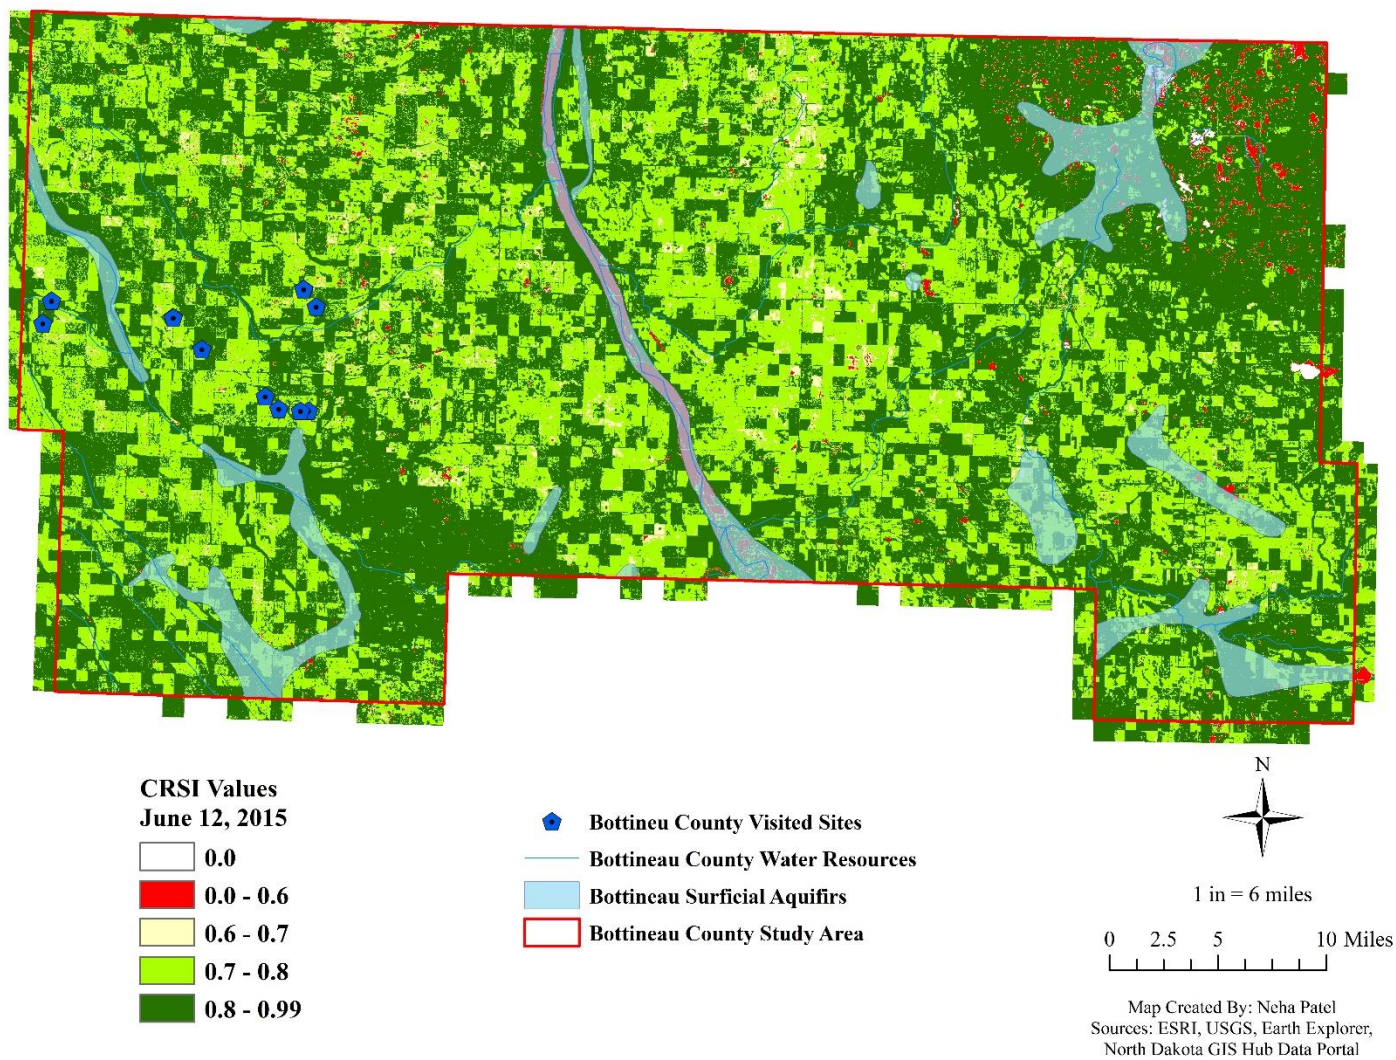 CRSI Values
June 12, 2015
0.0
0.0 - 0.6
0.6 - 0.7
0.7 - 0.8
0.8 - 0.99
Bottineu County Visited Sites
Bottineau County Water Resources
Bottineau Surficial Aquifirs
Bottineau County Study Area
N
1 in = 6 miles
0 2.5 5 10 Miles
Map Created By: Neha Patel
Sources: ESRI, USGS, Earth Explorer,
North Dakota GIS Hub Data Portal